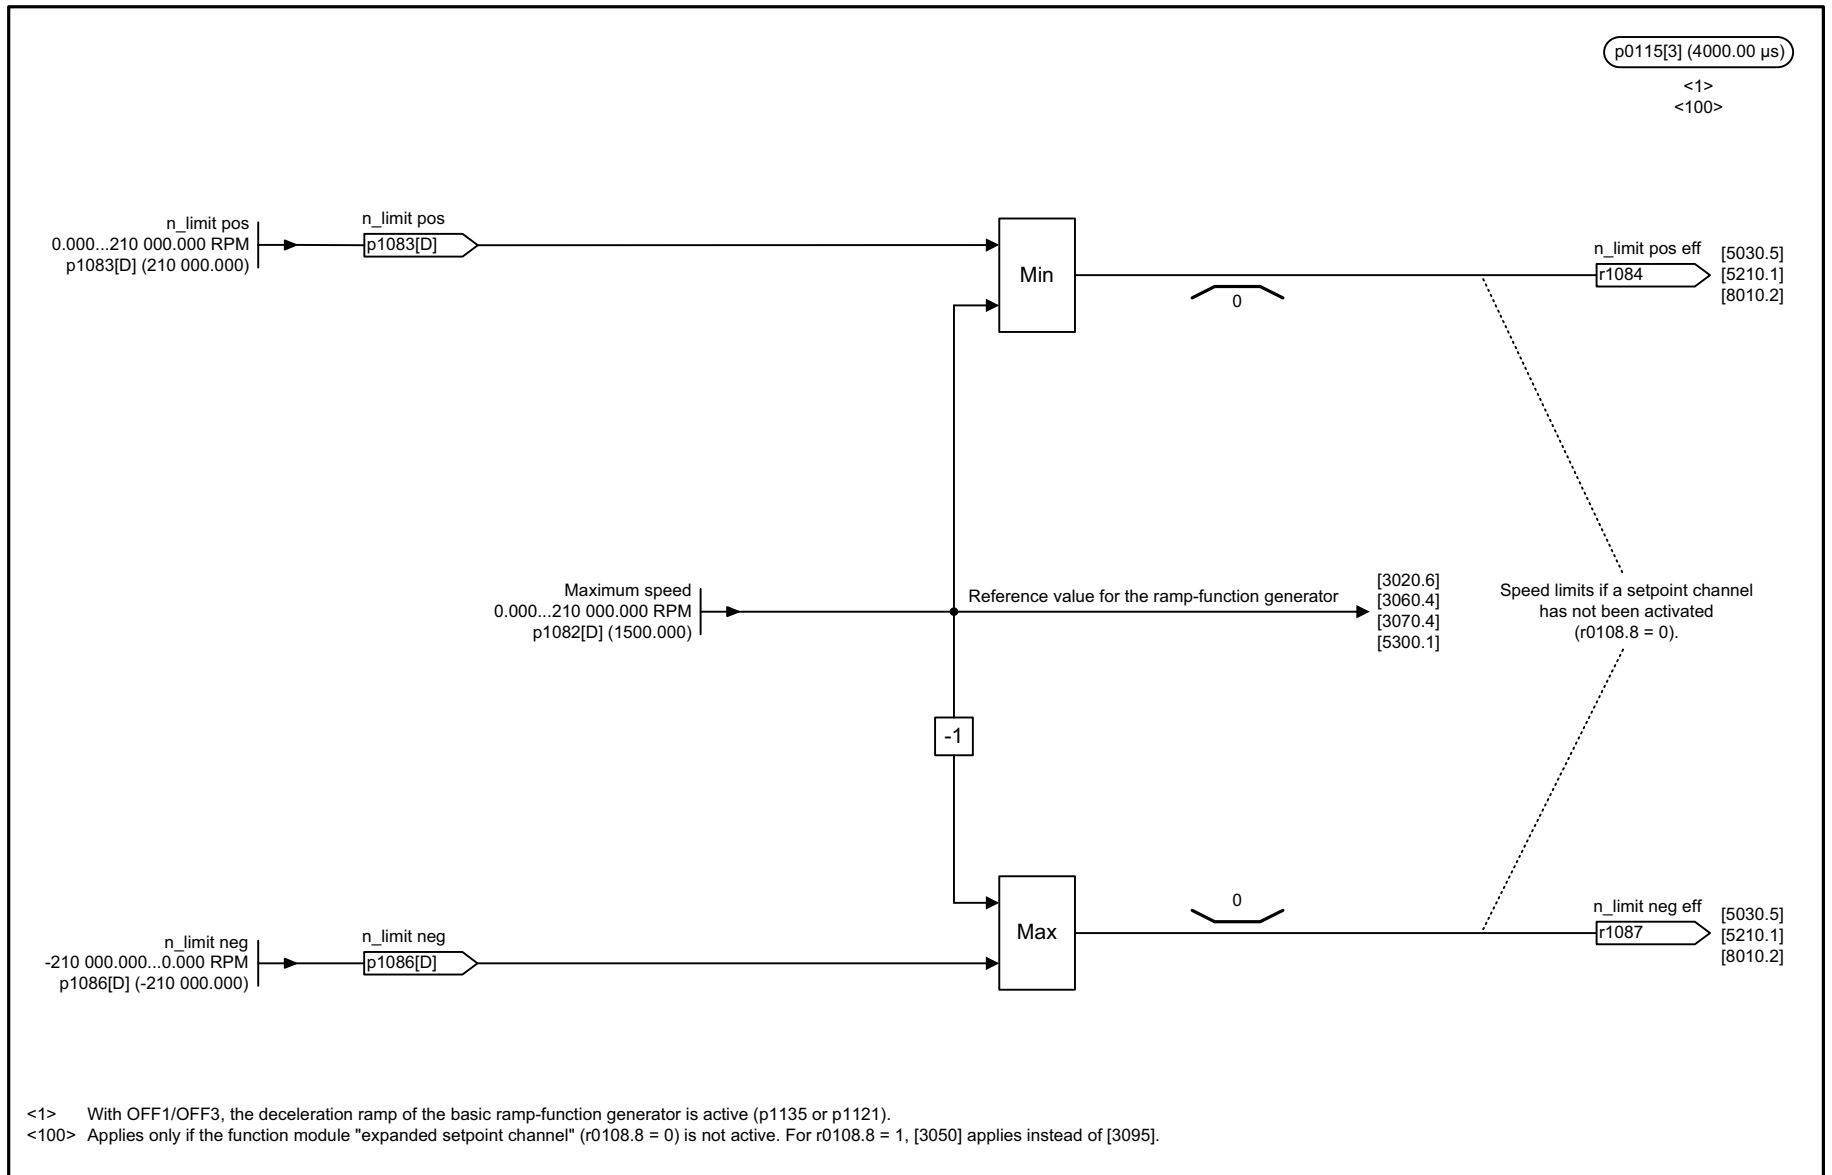 p0115[3] (4000.00 µs)
<1>
<100>
n_limit pos
0.000...210 000.000 RPM
p1083[D] (210 000.000)
n_limit pos
p1083[D]
Min
0
n_limit pos eff
r1084
[5030.5]
[5210.1]
[8010.2]
Maximum speed
0.000...210 000.000 RPM
p1082[D] (1500.000)
Reference value for the ramp-function generator
[3020.6]
[3060.4]
[3070.4]
[5300.1]
Speed limits if a setpoint channel
has not been activated
(r0108.8 = 0).
-1
n_limit neg
-210 000.000...0.000 RPM
p1086[D] (-210 000.000)
n_limit neg
p1086[D]
Max
0
n_limit neg eff
r1087
[5030.5]
[5210.1]
[8010.2]
<1> With OFF1/OFF3, the deceleration ramp of the basic ramp-function generator is active (p1135 or p1121).
<100> Applies only if the function module "expanded setpoint channel" (r0108.8 = 0) is not active. For r0108.8 = 1, [3050] applies instead of [3095].